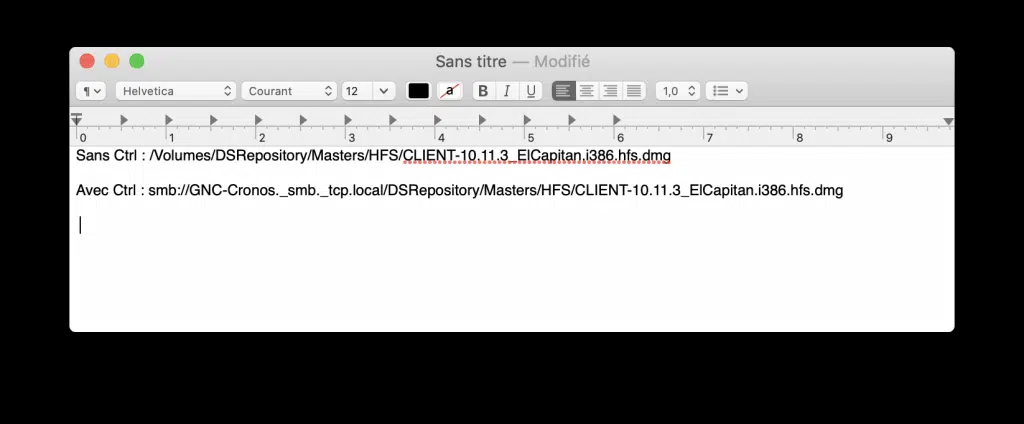 Sans titre — Modifié
¶ Helvetica Courant 12 a B I U 1,0
0 1 2 3 4 5 6 7 8 9
Sans Ctrl : /Volumes/DSRepository/Masters/HFS/CLIENT-10.11.3_ElCapitan.i386.hfs.dmg
Avec Ctrl : smb://GNC-Cronos._smb._tcp.local/DSRepository/Masters/HFS/CLIENT-10.11.3_ElCapitan.i386.hfs.dmg